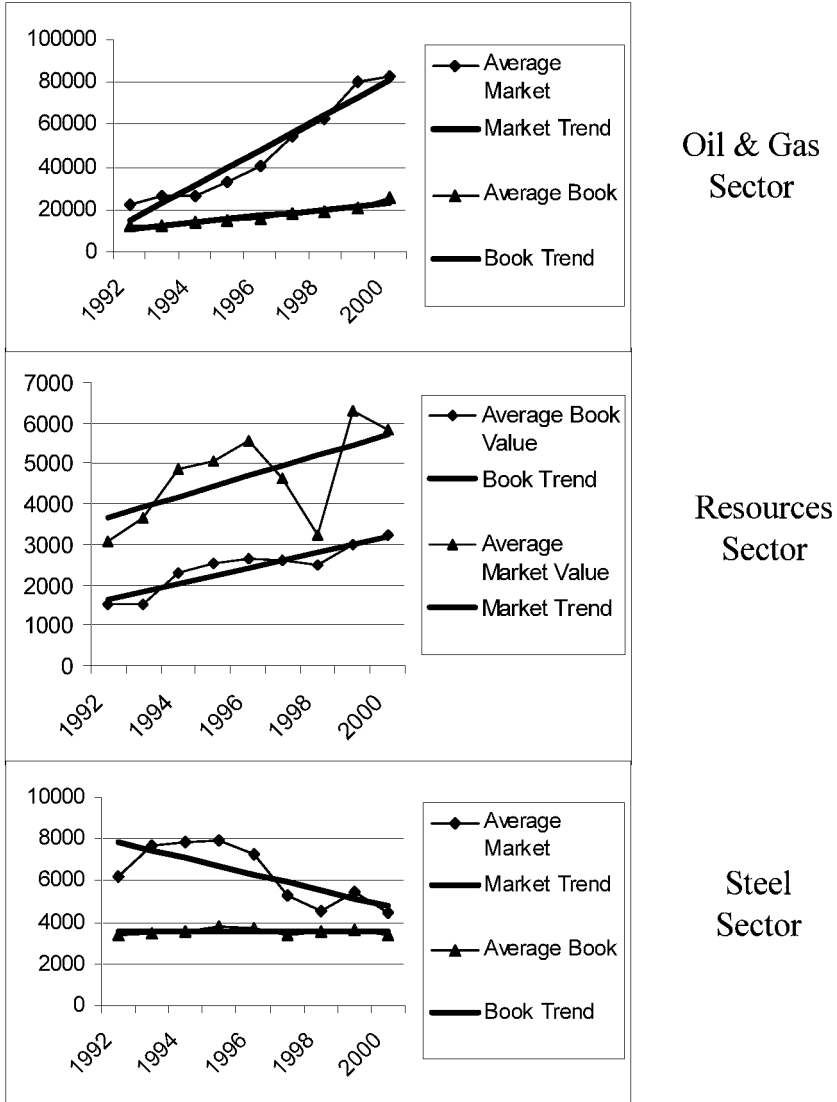 100000
80000
60000
40000
20000
0
1992
1994
1996
1998
2000
Average
Market
Market Trend
Average Book
Book Trend
Oil & Gas
Sector
7000
6000
5000
4000
3000
2000
1000
0
1992
1994
1996
1998
2000
Average Book
Value
Book Trend
Average
Market Value
Market Trend
Resources
Sector
10000
8000
6000
4000
2000
0
1992
1994
1996
1998
2000
Average
Market
Market Trend
Average Book
Book Trend
Steel
Sector